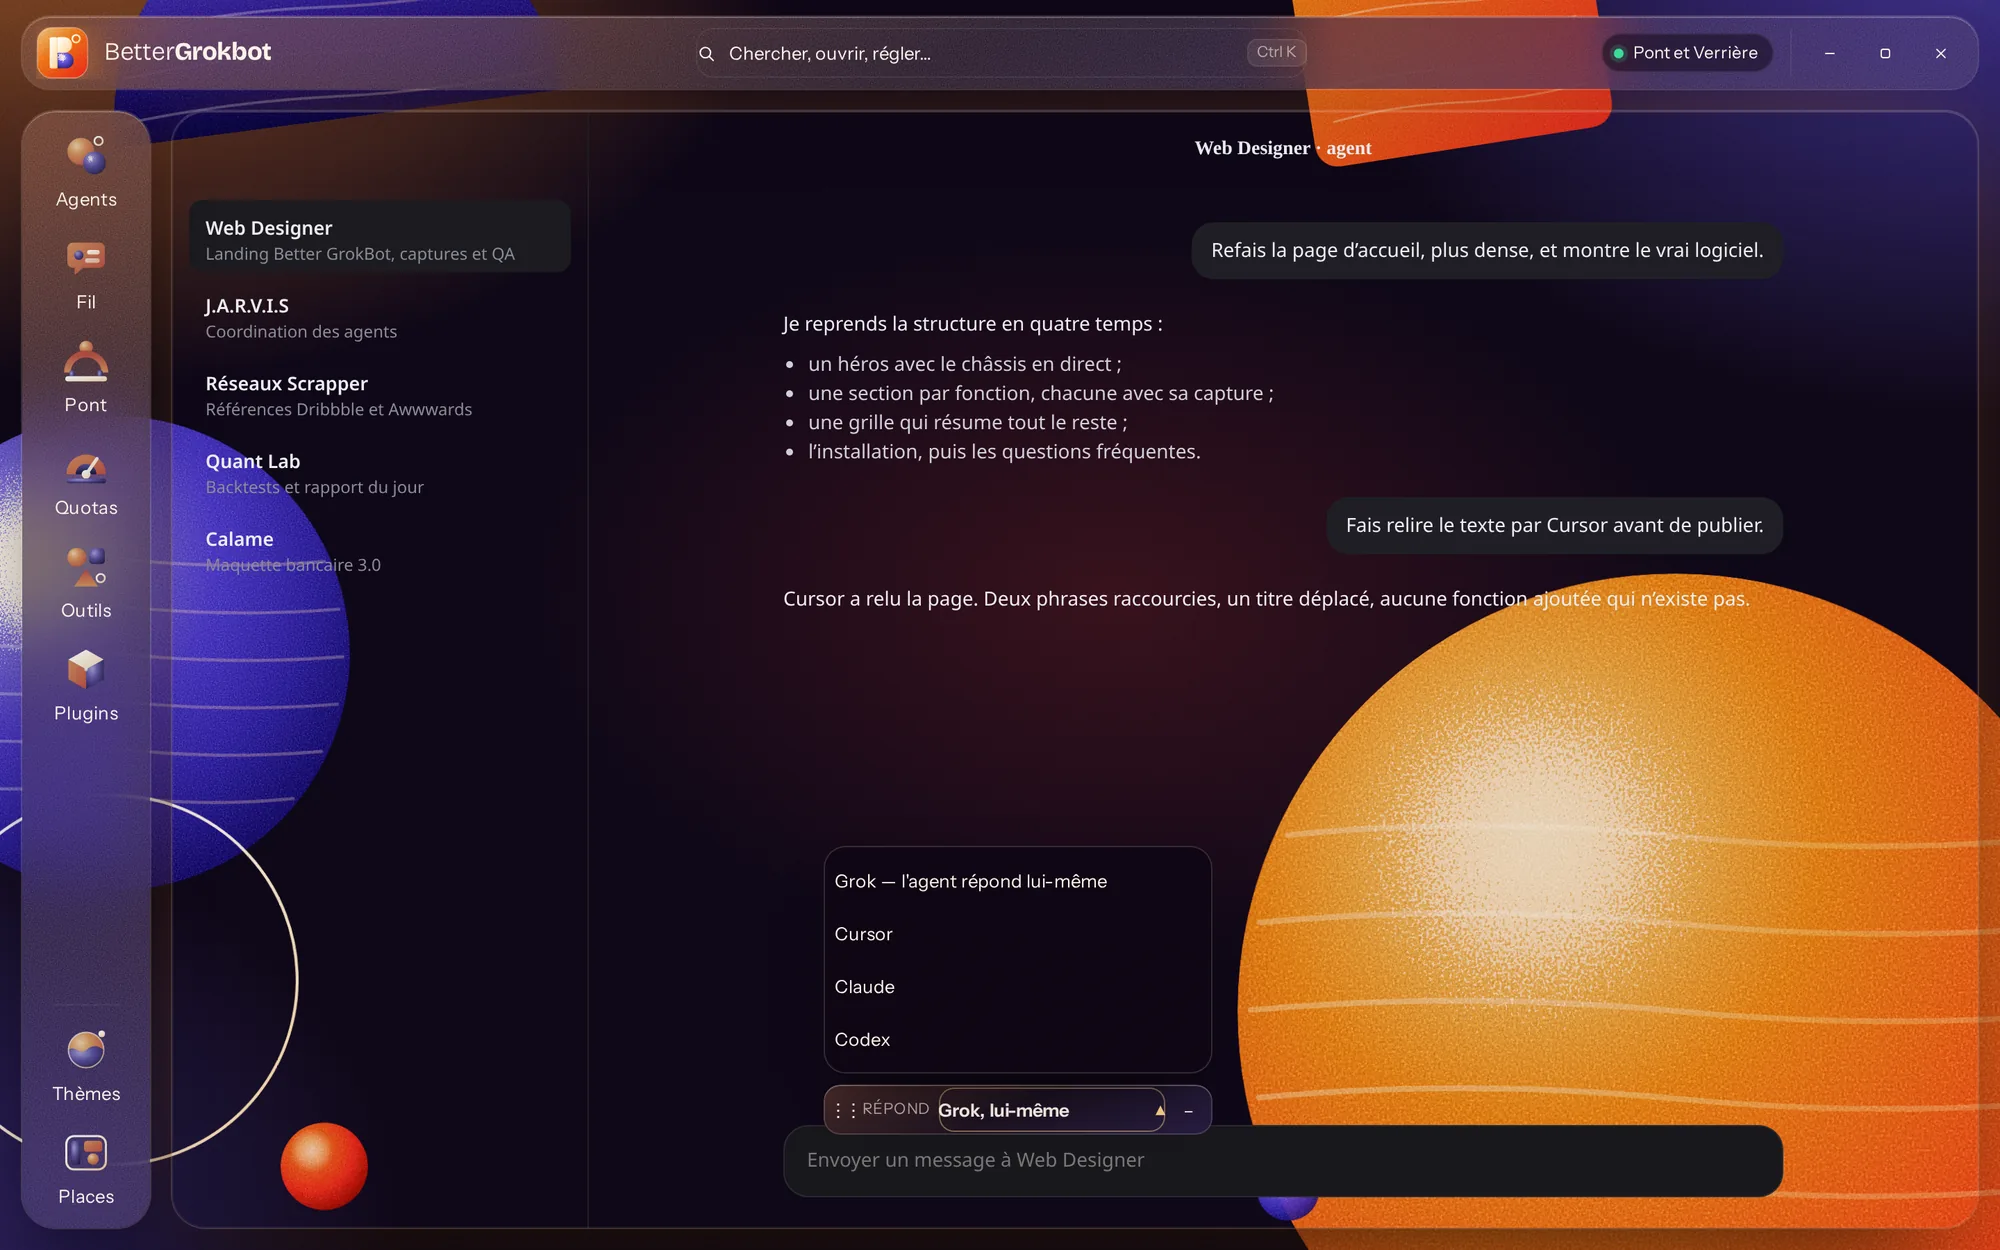 BetterGrokbot
Chercher, ouvrir, régler...
Ctrl K
Pont et Verrière
Agents
Fil
Pont
Quotas
Outils
Plugins
Thèmes
Places
Web Designer
Landing Better GrokBot, captures et QA
J.A.R.V.I.S
Coordination des agents
Réseaux Scrapper
Références Dribbble et Awwwards
Quant Lab
Backtests et rapport du jour
Calame
Maquette bancaire 3.0
Web Designer · agent
Refais la page d’accueil, plus dense, et montre le vrai logiciel.
Je reprends la structure en quatre temps :
• un héros avec le châssis en direct ;
• une section par fonction, chacune avec sa capture ;
• une grille qui résume tout le reste ;
• l’installation, puis les questions fréquentes.
Fais relire le texte par Cursor avant de publier.
Cursor a relu la page. Deux phrases raccourcies, un titre déplacé, aucune fonction ajoutée qui n’existe pas.
Grok — l’agent répond lui-même
Cursor
Claude
Codex
RÉPOND Grok, lui-même
Envoyer un message à Web Designer